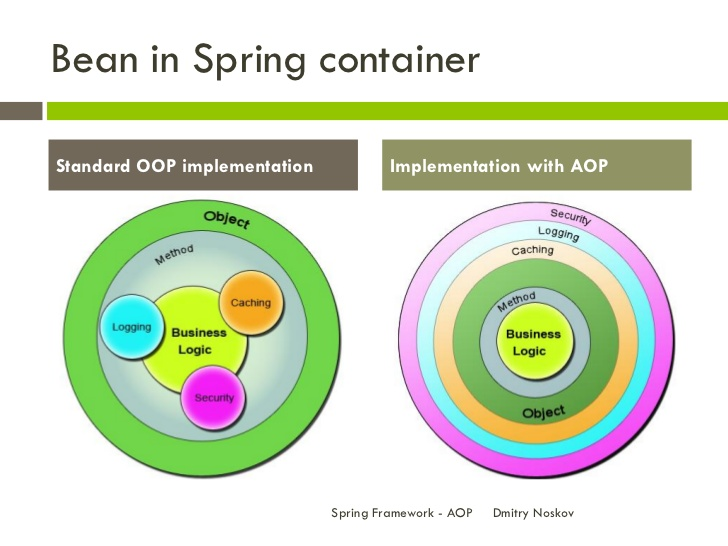 Bean in Spring container
Standard OOP implementation
Object
Method
Caching
Logging
Business
Logic
Security
Implementation with AOP
Security
Logging
Caching
Method
Business
Logic
Object
Spring Framework - AOP Dmitry Noskov